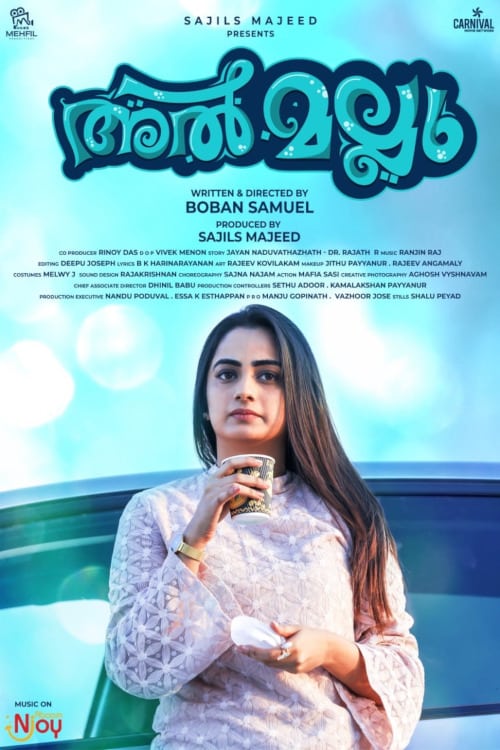 SAJILS MAJEED
PRESENTS
MEHFIL
CARNIVAL
MOVIE NETWORK
അൽ മല്ലു
WRITTEN & DIRECTED BY
BOBAN SAMUEL
PRODUCED BY
SAJILS MAJEED
CO PRODUCER RINOY DAS D O P VIVEK MENON STORY JAYAN NADUVATHAZHATH - DR. RAJATH R MUSIC RANJIN RAJ
EDITING DEEPU JOSEPH LYRICS B K HARINARAYANAN ART RAJEEV KOVILAKAM MAKEUP JITHU PAYYANUR . RAJEEV ANGAMALY
COSTUMES MELWY J SOUND DESIGN RAJAKRISHNAN CHOREOGRAPHY SAJNA NAJAM ACTION MAFIA SASI CREATIVE PHOTOGRAPHY AGHOSH VYSHNAVAM
CHIEF ASSOCIATE DIRECTOR DHINIL BABU PRODUCTION CONTROLLERS SETHU ADOOR . KAMALAKSHAN PAYYANUR
PRODUCTION EXECUTIVE NANDU PODUVAL . ESSA K ESTHAPPAN P R O MANJU GOPINATH . VAZHOOR JOSE STILLS SHALU PEYAD
MUSIC ON
Njoy